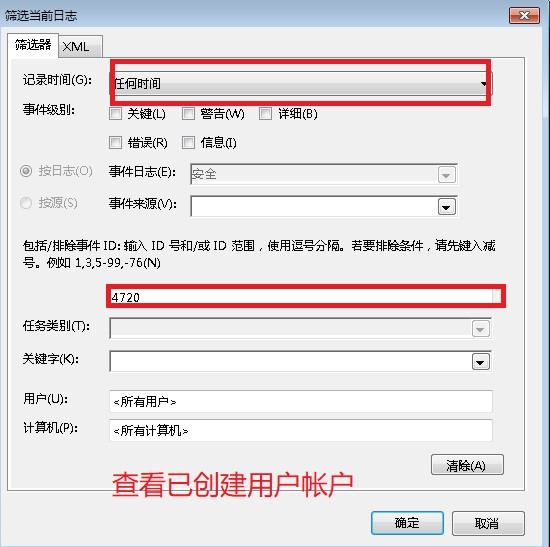 筛选当前日志
筛选器 XML
记录时间(G): 任何时间
事件级别: 关键(L) 警告(W) 详细(B)
错误(R) 信息(I)
按日志(O) 事件日志(E): 安全
按源(S) 事件来源(V):
包括/排除事件 ID: 输入 ID 号和/或 ID 范围，使用逗号分隔。若要排除条件，请先键入减
号。例如 1,3,5-99,-76(N)
4720
任务类别(T):
关键字(K):
用户(U): <所有用户>
计算机(P): <所有计算机>
清除(A)
查看已创建用户帐户
确定 取消